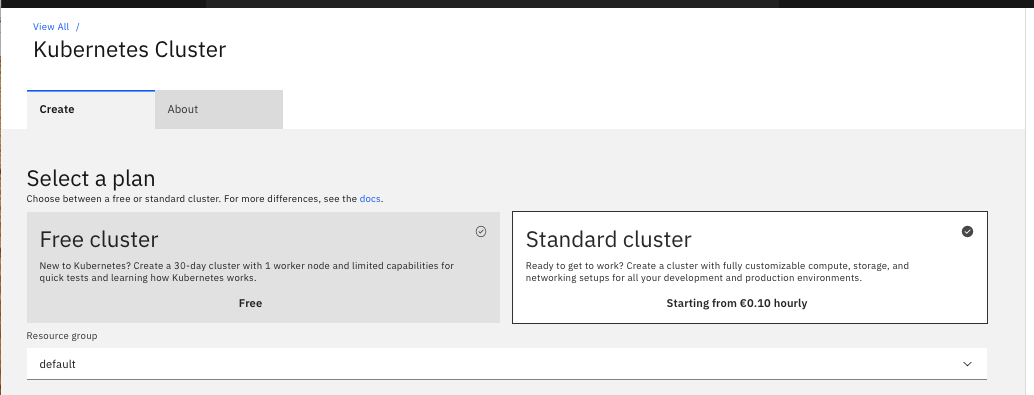 View All /
Kubernetes Cluster
Create
About
Select a plan
Choose between a free or standard cluster. For more differences, see the docs.
Free cluster
New to Kubernetes? Create a 30-day cluster with 1 worker node and limited capabilities for
quick tests and learning how Kubernetes works.
Free
Standard cluster
Ready to get to work? Create a cluster with fully customizable compute, storage, and
networking setups for all your development and production environments.
Starting from €0.10 hourly
Resource group
default